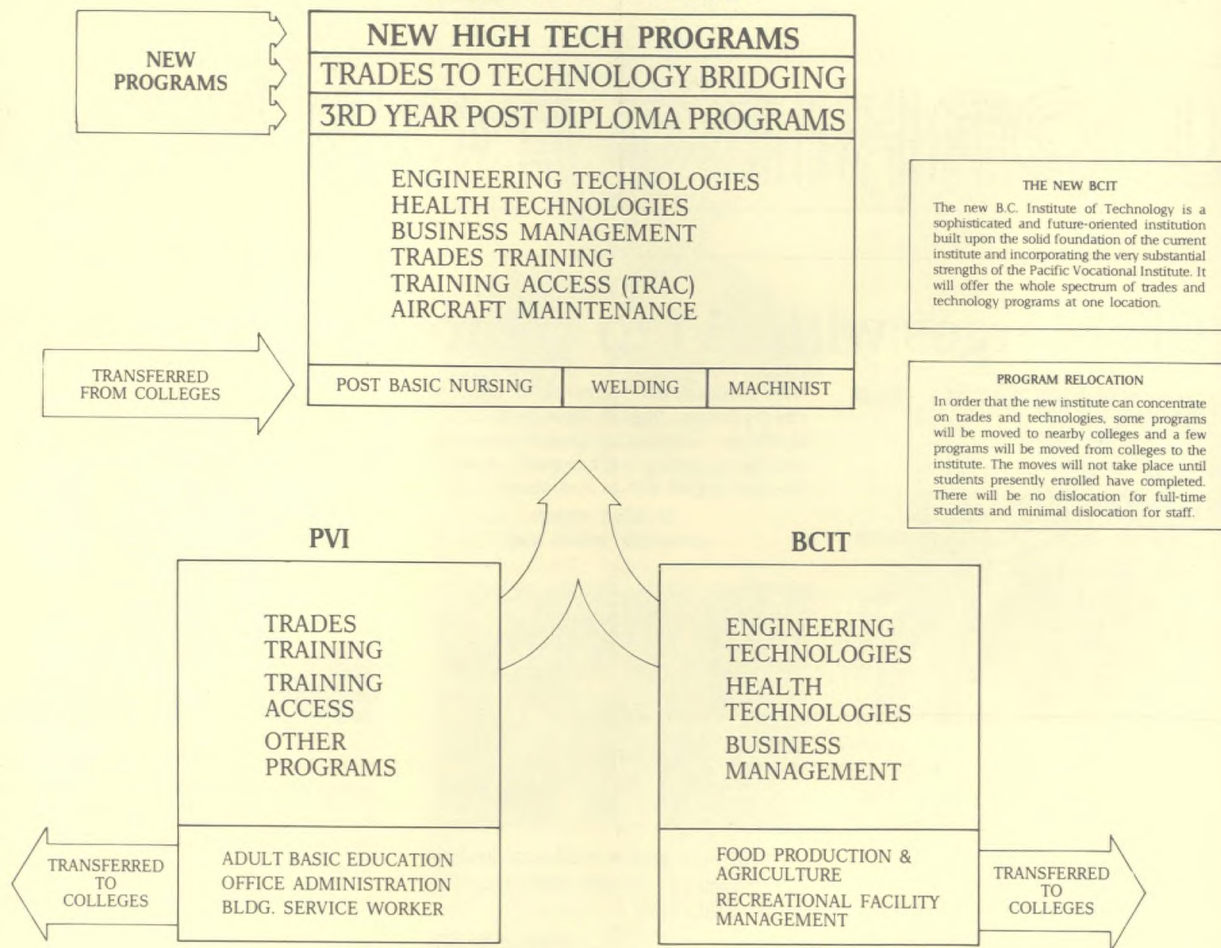 NEW
PROGRAMS
NEW HIGH TECH PROGRAMS
TRADES TO TECHNOLOGY BRIDGING
3RD YEAR POST DIPLOMA PROGRAMS
ENGINEERING TECHNOLOGIES
HEALTH TECHNOLOGIES
BUSINESS MANAGEMENT
TRADES TRAINING
TRAINING ACCESS (TRAC)
AIRCRAFT MAINTENANCE
TRANSFERRED
FROM COLLEGES
POST BASIC NURSING
WELDING
MACHINIST
THE NEW BCIT
The new B.C. Institute of Technology is a
sophisticated and future-oriented institution
built upon the solid foundation of the current
institute and incorporating the very substantial
strengths of the Pacific Vocational Institute. It
will offer the whole spectrum of trades and
technology programs at one location.
PROGRAM RELOCATION
In order that the new institute can concentrate
on trades and technologies, some programs
will be moved to nearby colleges and a few
programs will be moved from colleges to the
institute. The moves will not take place until
students presently enrolled have completed.
There will be no dislocation for full-time
students and minimal dislocation for staff.
PVI
TRADES
TRAINING
TRAINING
ACCESS
OTHER
PROGRAMS
TRANSFERRED
TO
COLLEGES
ADULT BASIC EDUCATION
OFFICE ADMINISTRATION
BLDG. SERVICE WORKER
BCIT
ENGINEERING
TECHNOLOGIES
HEALTH
TECHNOLOGIES
BUSINESS
MANAGEMENT
FOOD PRODUCTION &
AGRICULTURE
RECREATIONAL FACILITY
MANAGEMENT
TRANSFERRED
TO
COLLEGES